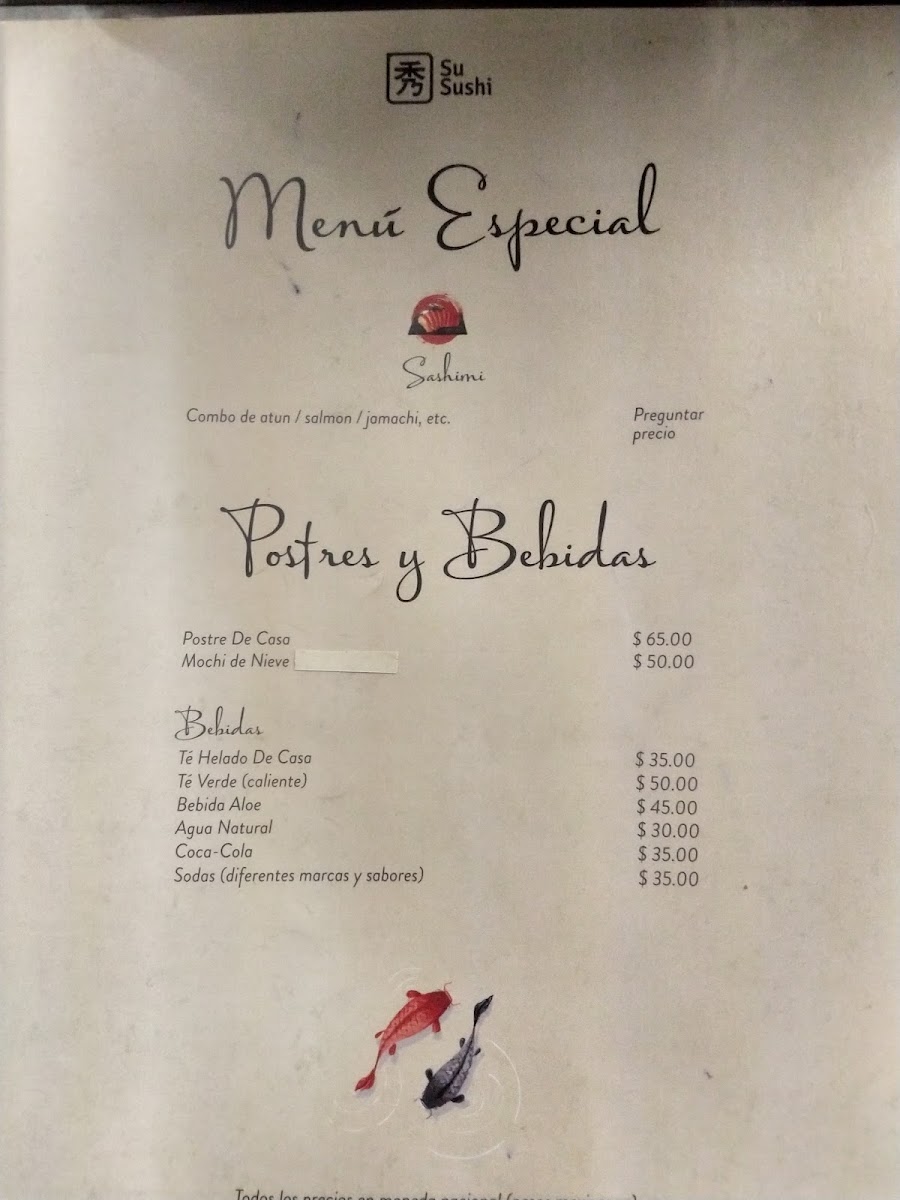 秀 Su
Sushi
Menú Especial
Sashimi
Combo de atun / salmon / jamachi, etc. Preguntar
precio
Postres y Bebidas
Postre De Casa $ 65.00
Mochi de Nieve $ 50.00
Bebidas
Té Helado De Casa $ 35.00
Té Verde (caliente) $ 50.00
Bebida Aloe $ 45.00
Agua Natural $ 30.00
Coca-Cola $ 35.00
Sodas (diferentes marcas y sabores) $ 35.00
Todos los precios en moneda nacional